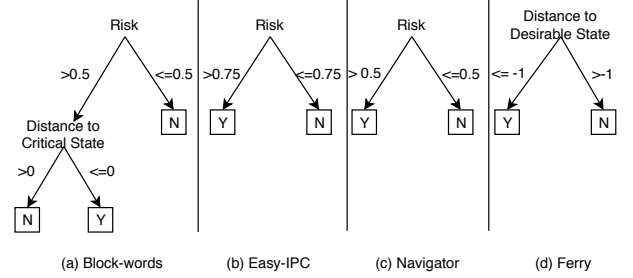 Risk
>0.5
<=0.5
Distance to
Critical State
N
>0
<=0
N
Y
(a) Block-words
Risk
>0.75
<=0.75
Y
N
(b) Easy-IPC
Risk
> 0.5
<=0.5
Y
N
(c) Navigator
Distance to
Desirable State
<= -1
>-1
Y
N
(d) Ferry